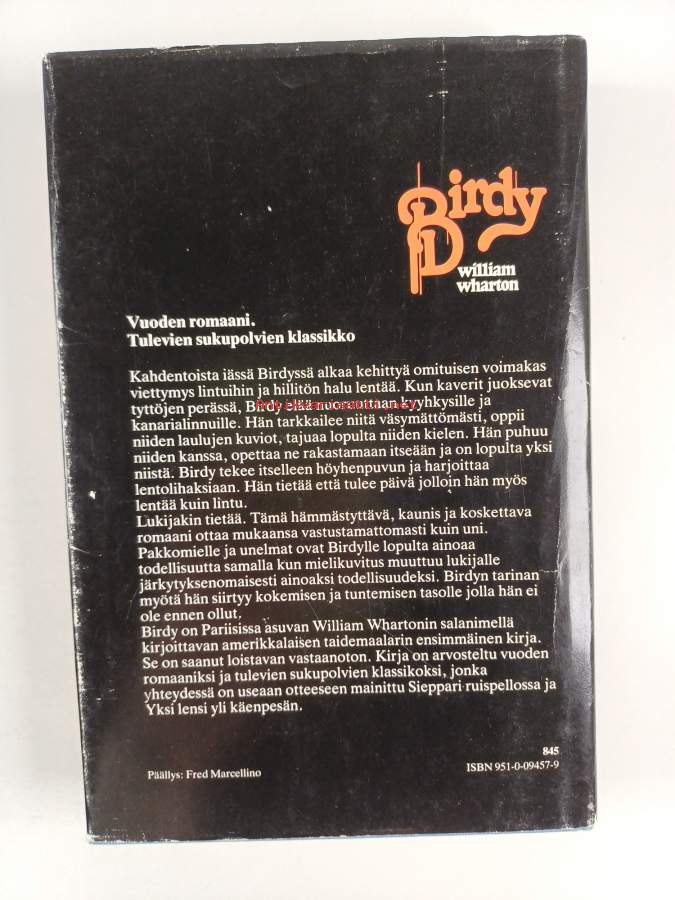 Birdy
william
wharton
Vuoden romaani.
Tulevien sukupolvien klassikko
Kahdentoista iässä Birdyssä alkaa kehittyä omituisen voimakas
viettymys lintuihin ja hillitön halu lentää. Kun kaverit juoksevat
tyttöjen perässä, Birdy elää nuoruuttaan kyyhkysille ja
kanarialinnuille. Hän tarkkailee niitä väsymättömästi, oppii
niiden laulujen kuviot, tajuaa lopulta niiden kielen. Hän puhuu
niiden kanssa, opettaa ne rakastamaan itseään ja on lopulta yksi
niistä. Birdy tekee itselleen höyhenpuvun ja harjoittaa
lentolihaksiaan. Hän tietää että tulee päivä jolloin hän myös
lentää kuin lintu.
Lukijakin tietää. Tämä hämmästyttävä, kaunis ja koskettava
romaani ottaa mukaansa vastustamattomasti kuin uni.
Pakkomielle ja unelmat ovat Birdylle lopulta ainoaa
todellisuutta samalla kun mielikuvitus muuttuu lukijalle
järkytyksenomaisesti ainoaksi todellisuudeksi. Birdyn tarinan
myötä hän siirtyy kokemisen ja tuntemisen tasolle jolla hän ei
ole ennen ollut.
Birdy on Pariisissa asuvan William Whartonin salanimellä
kirjoittavan amerikkalaisen taidemaalarin ensimmäinen kirja.
Se on saanut loistavan vastaanoton. Kirja on arvosteltu vuoden
romaaniksi ja tulevien sukupolvien klassikoksi, jonka
yhteydessä on useaan otteeseen mainittu Sieppari ruispellossa ja
Yksi lensi yli käenpesän.
845
Päällys: Fred Marcellino
ISBN 951-0-09457-9